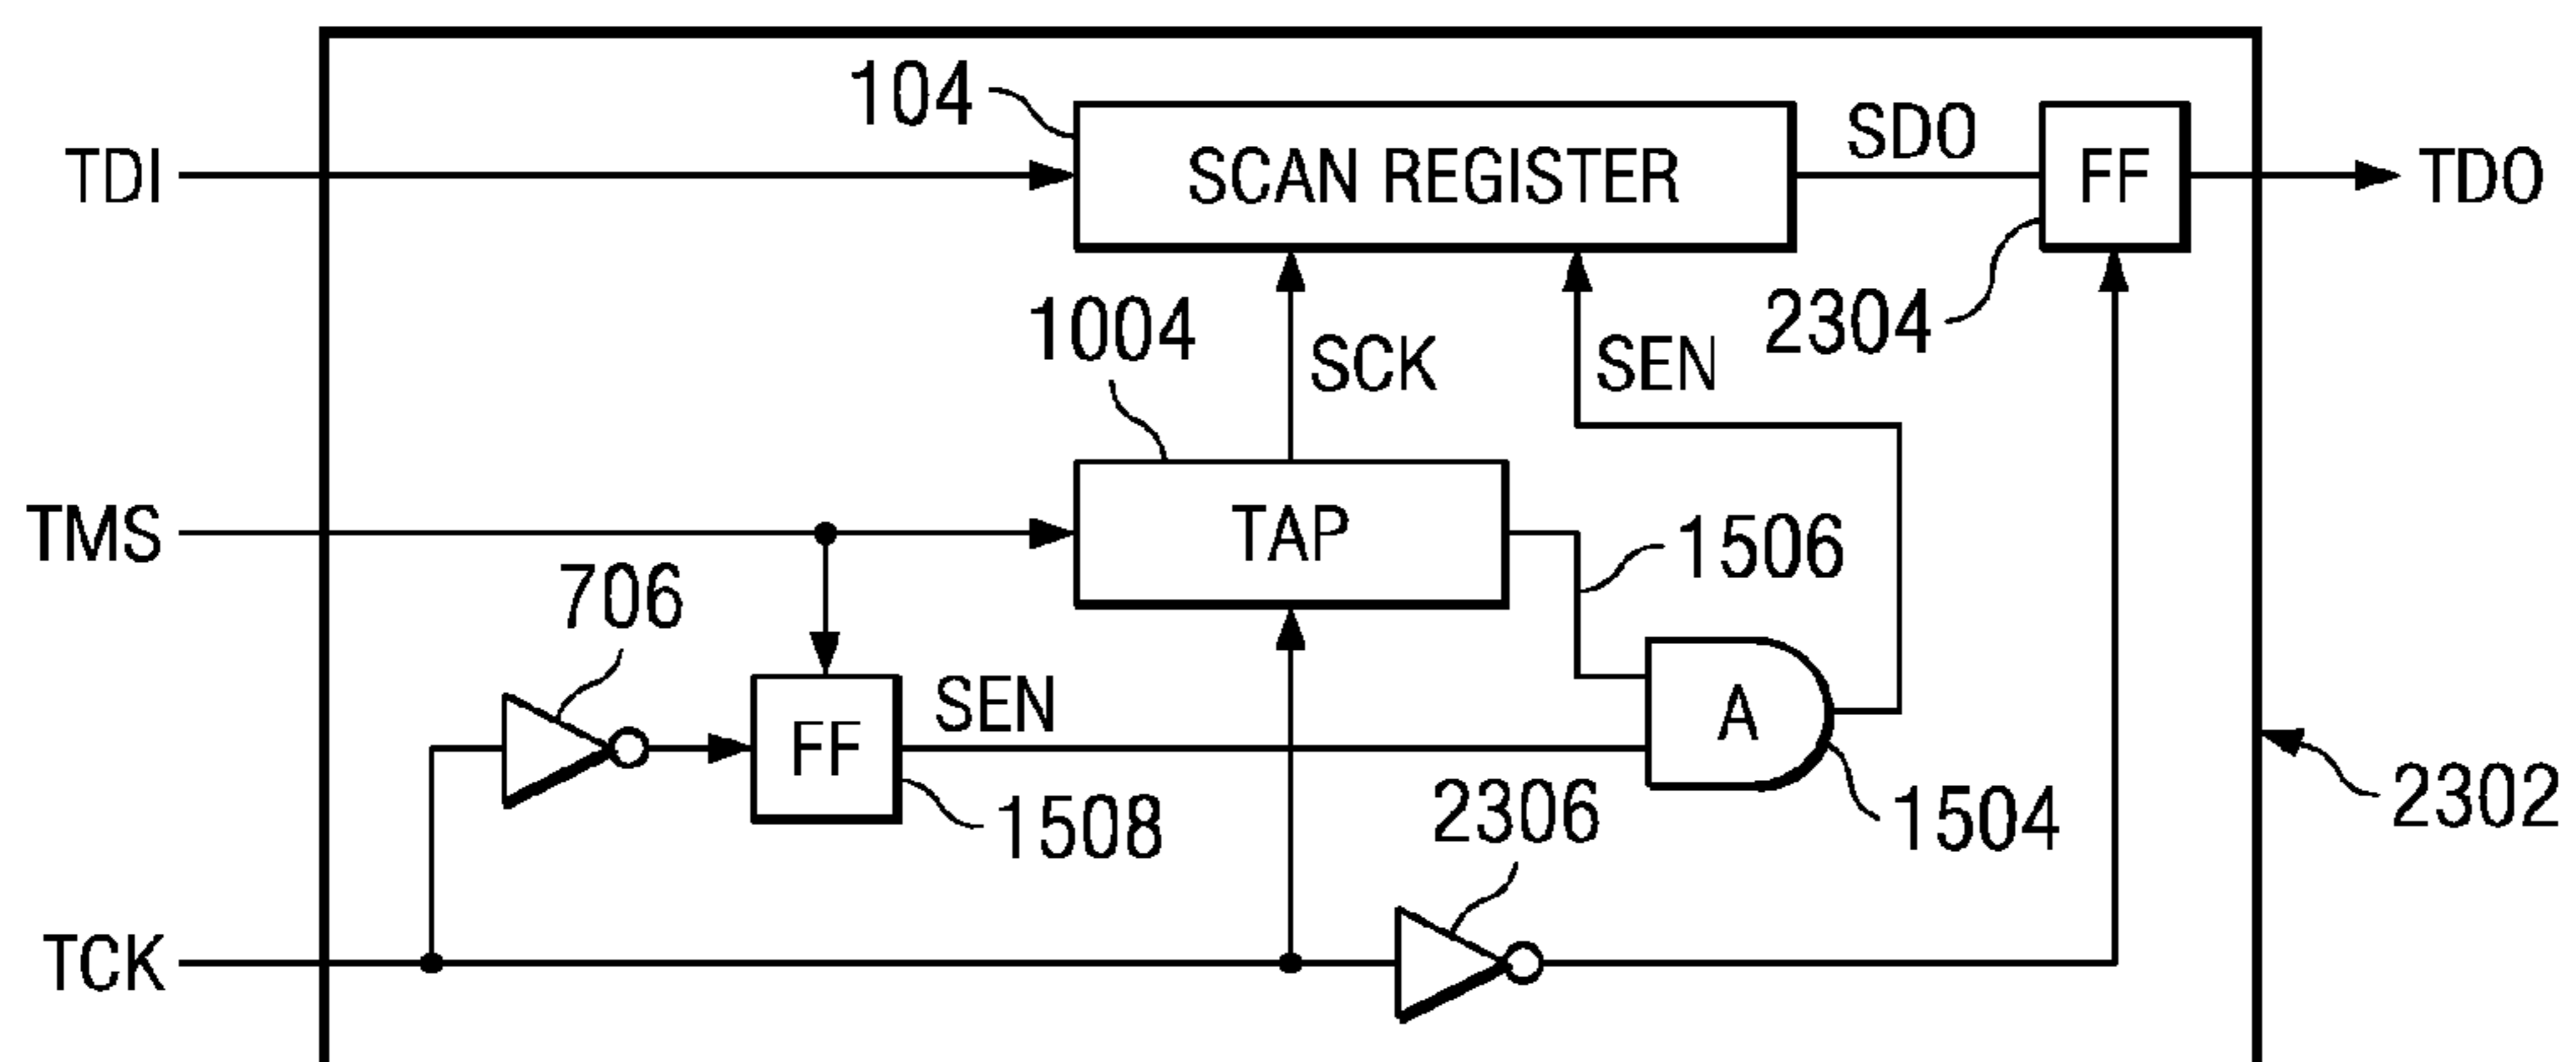 104
SDO
TDI
SCAN REGISTER
FF
TDO
2304
1004
SCK
SEN
TMS
TAP
1506
706
SEN
A
FF
1508
2306
1504
2302
TCK